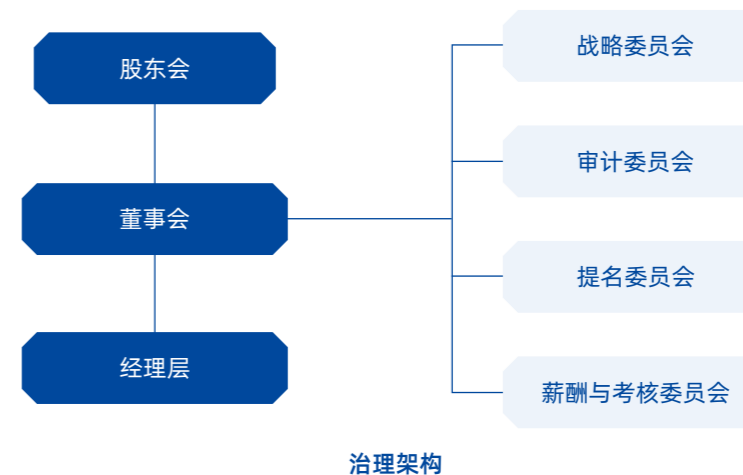 股东会
董事会
经理层
战略委员会
审计委员会
提名委员会
薪酬与考核委员会
治理架构